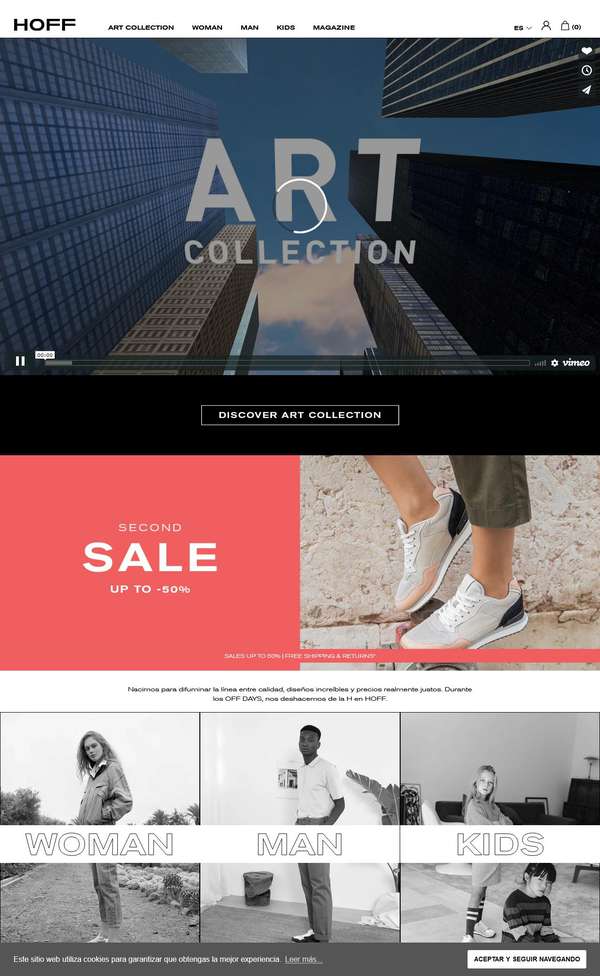 HOFF
ART COLLECTION WOMAN MAN KIDS MAGAZINE
ES (0)
ART
COLLECTION
00:00
vimeo
DISCOVER ART COLLECTION
SECOND
SALE
UP TO -50%
SALES UP TO 50% | FREE SHIPPING & RETURNS*
Nacimos para difuminar la línea entre calidad, diseños increíbles y precios realmente justos. Durante
los OFF DAYS, nos deshacemos de la H en HOFF.
WOMAN MAN KIDS
Este sitio web utiliza cookies para garantizar que obtengas la mejor experiencia. Leer más...
ACEPTAR Y SEGUIR NAVEGANDO